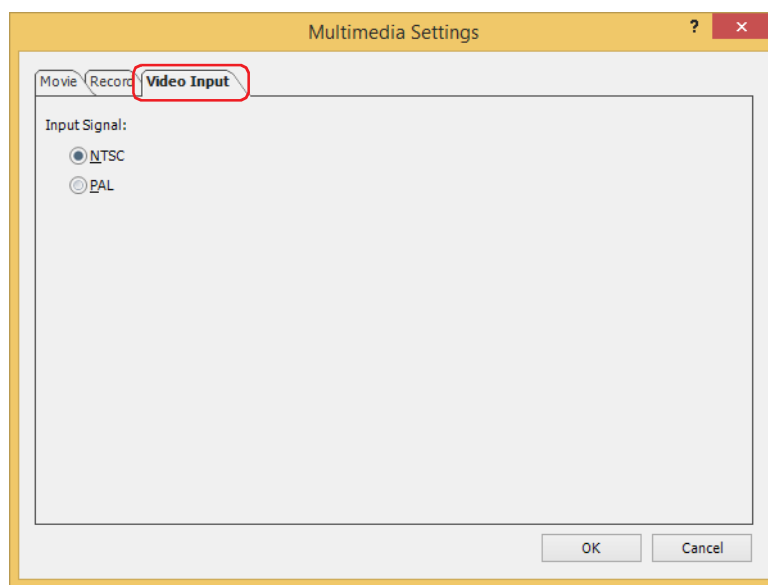 Multimedia Settings
? ×
Movie Record Video Input
Input Signal:
NTSC
PAL
OK Cancel